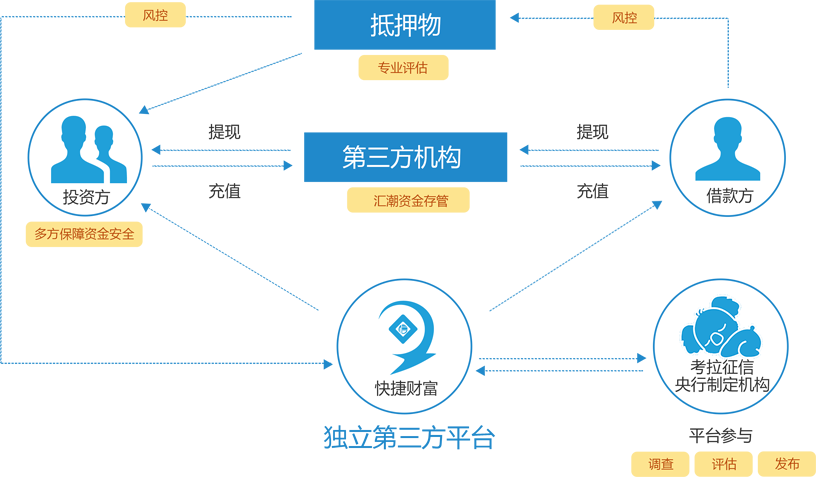 风控
抵押物
风控
专业评估
提现
提现
第三方机构
投资方
充值
充值
借款方
汇潮资金存管
多方保障资金安全
快捷财富
考拉征信
央行制定机构
独立第三方平台
平台参与
调查
评估
发布